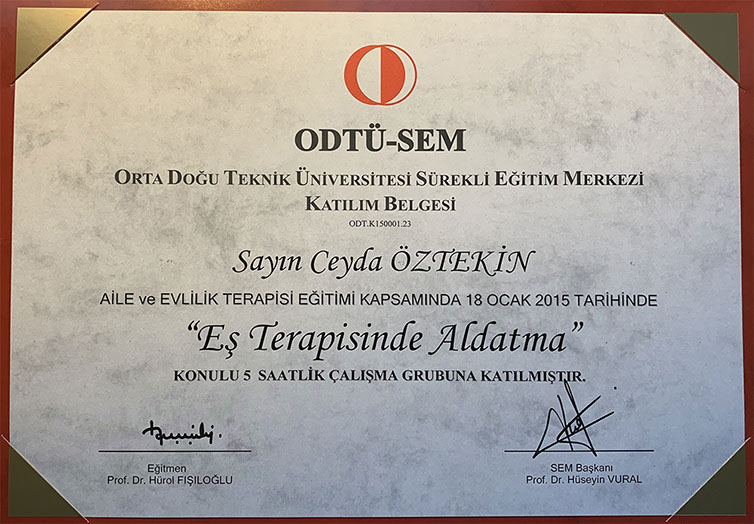 ODTÜ-SEM
ORTA DOĞU TEKNİK ÜNİVERSİTESİ SÜREKLİ EĞİTİM MERKEZİ
KATILIM BELGESİ
ODT.K150001.23
Sayın Ceyda ÖZTEKİN
AİLE ve EVLİLİK TERAPİSİ EĞİTİMİ KAPSAMINDA 18 OCAK 2015 TARİHİNDE
“Eş Terapisinde Aldatma”
KONULU 5 SAATLİK ÇALIŞMA GRUBUNA KATILMIŞTIR.
Eğitmen
Prof. Dr. Hürol FIŞILOĞLU
SEM Başkanı
Prof. Dr. Hüseyin VURAL